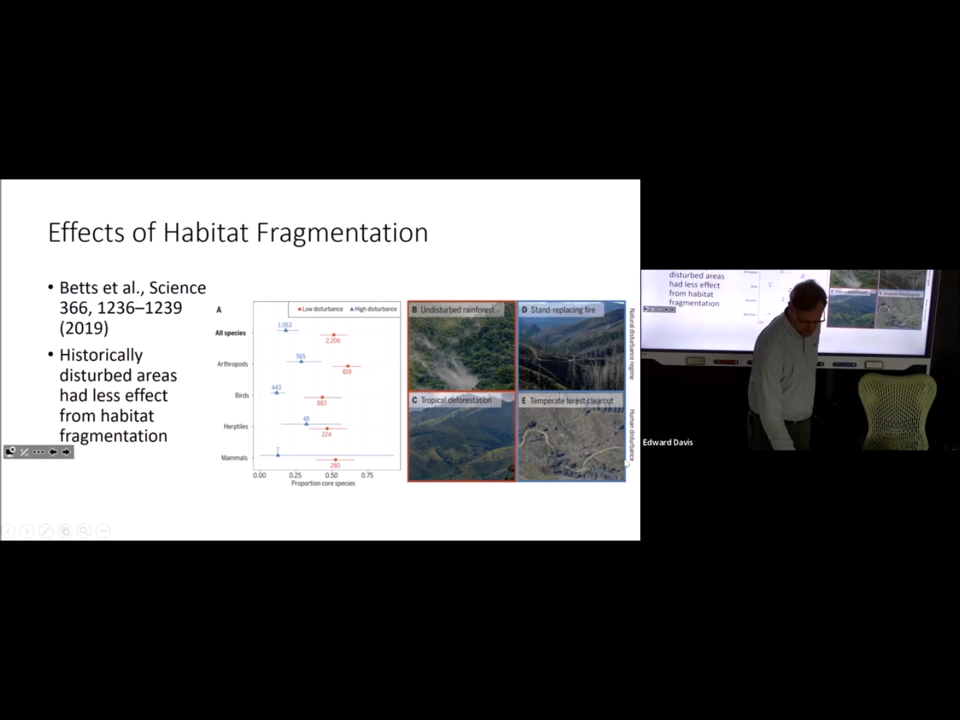 Effects of Habitat Fragmentation
• Betts et al., Science
366, 1236–1239
(2019)
• Historically
disturbed areas
had less effect
from habitat
fragmentation
A
Low disturbance
High disturbance
All species
1,063
2,206
Arthropods
565
Birds
443
883
Herptiles
48
224
Mammals
7
280
0.00 0.25 0.50 0.75
Proportion core species
B Undisturbed rainforest
D Stand-replacing fire
Natural disturbance regime
C Tropical deforestation
E Temperate forest clearcut
Human disturbance
disturbed areas
had less effect
from habitat
fragmentation
Edward Davis